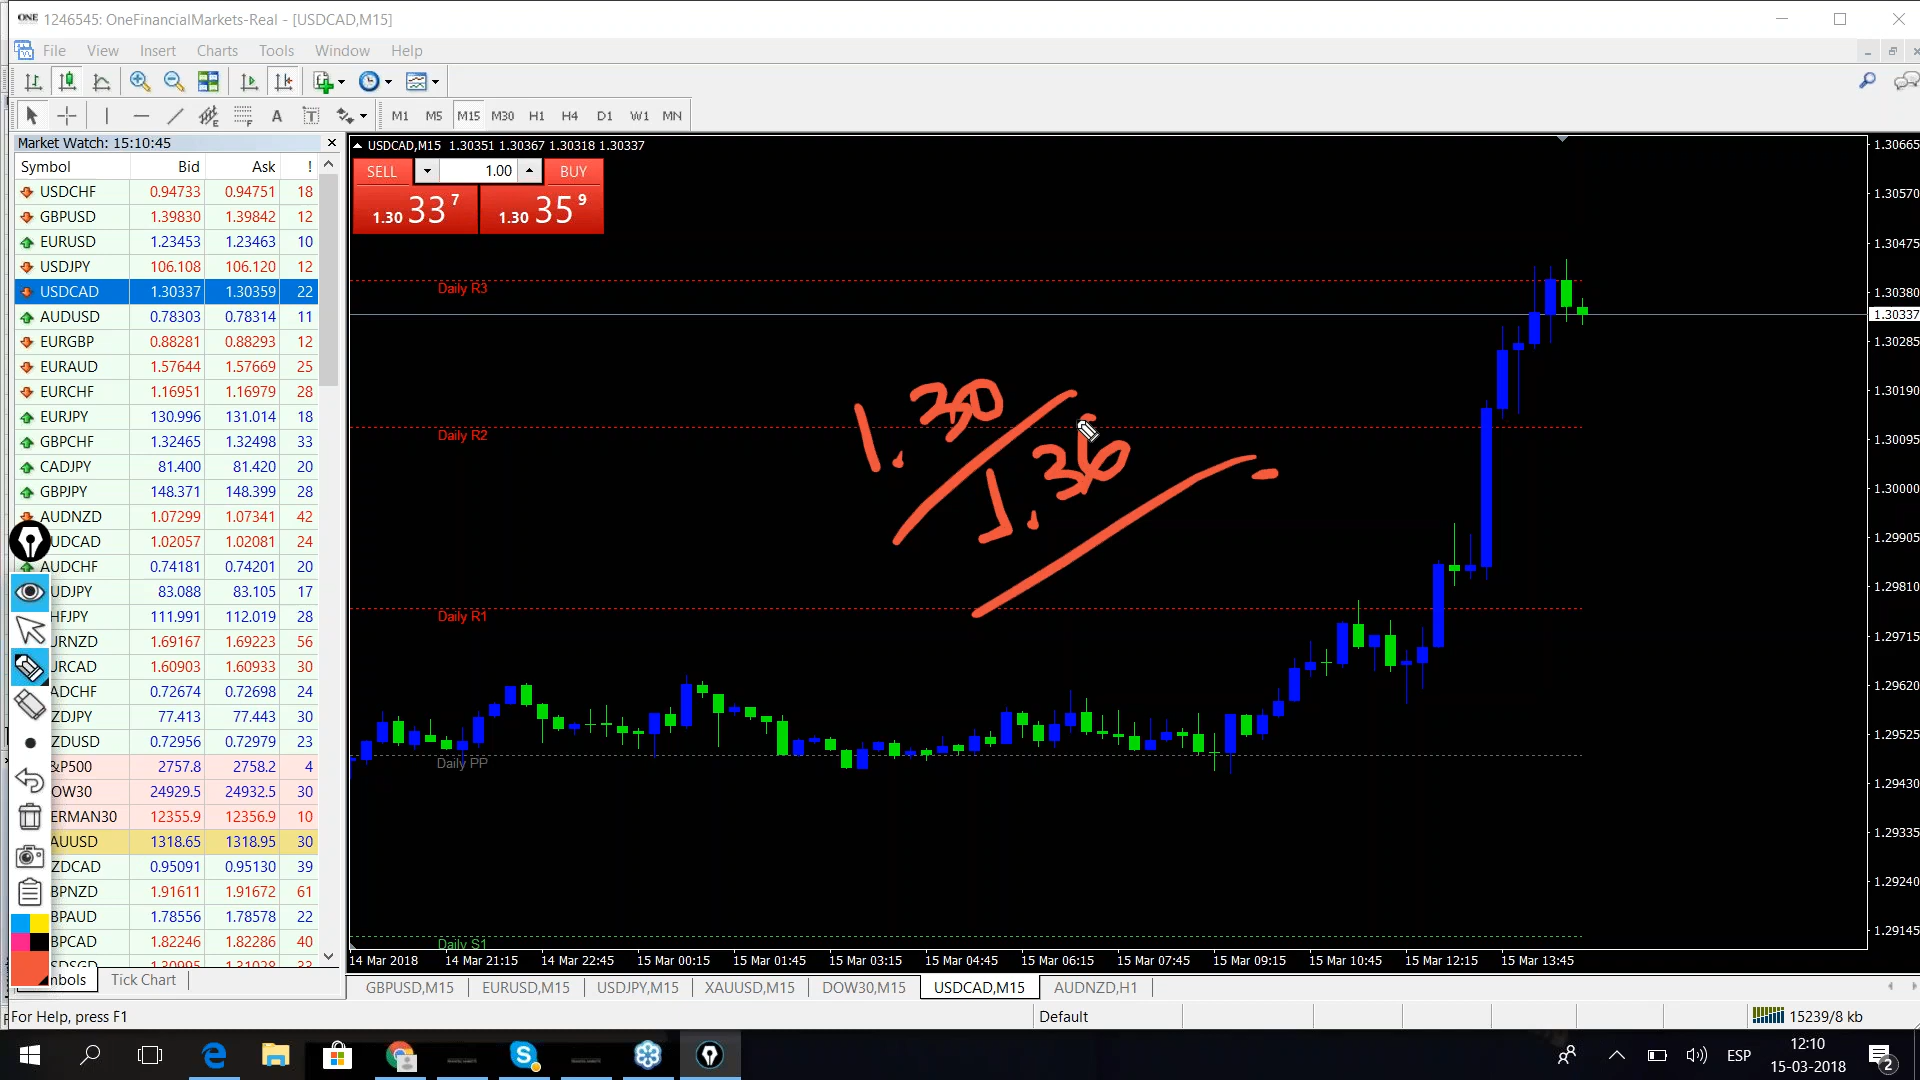 ONE 1246545: OneFinancialMarkets-Real - [USDCAD,M15]
File View Insert Charts Tools Window Help
A T M1 M5 M15 M30 H1 H4 D1 W1 MN
Market Watch: 15:10:45
Symbol Bid Ask !
USDCHF 0.94733 0.94751 18
GBPUSD 1.39830 1.39842 12
EURUSD 1.23453 1.23463 10
USDJPY 106.108 106.120 12
USDCAD 1.30337 1.30359 22
AUDUSD 0.78303 0.78314 11
EURGBP 0.88281 0.88293 12
EURAUD 1.57644 1.57669 25
EURCHF 1.16951 1.16979 28
EURJPY 130.996 131.014 18
GBPCHF 1.32465 1.32498 33
CADJPY 81.400 81.420 20
GBPJPY 148.371 148.399 28
AUDNZD 1.07299 1.07341 42
UDCAD 1.02057 1.02081 24
AUDCHF 0.74181 0.74201 20
UDJPY 83.088 83.105 17
HFJPY 111.991 112.019 28
URNZD 1.69167 1.69223 56
URCAD 1.60903 1.60933 30
ADCHF 0.72674 0.72698 24
ZDJPY 77.413 77.443 30
ZDUSD 0.72956 0.72979 23
&P500 2757.8 2758.2 4
OW30 24929.5 24932.5 30
ERMAN30 12355.9 12356.9 10
AUUSD 1318.65 1318.95 30
ZDCAD 0.95091 0.95130 39
BPNZD 1.91611 1.91672 61
BPAUD 1.78556 1.78578 22
BPCAD 1.82246 1.82286 40
1.30995 1.31028 33
mbols Tick Chart
USDCAD,M15 1.30351 1.30367 1.30318 1.30337
SELL 1.00 BUY
1.30 33 7 1.30 35 9
Daily R3
Daily R2
Daily R1
Daily PP
Daily S1
1.30
1.36
1.30665
1.30570
1.30475
1.30380
1.30337
1.30285
1.30190
1.30095
1.30000
1.29905
1.29810
1.29715
1.29620
1.29525
1.29430
1.29335
1.29240
1.29145
14 Mar 2018 14 Mar 21:15 14 Mar 22:45 15 Mar 00:15 15 Mar 01:45 15 Mar 03:15 15 Mar 04:45 15 Mar 06:15 15 Mar 07:45 15 Mar 09:15 15 Mar 10:45 15 Mar 12:15 15 Mar 13:45
GBPUSD,M15 EURUSD,M15 USDJPY,M15 XAUUSD,M15 DOW30,M15 USDCAD,M15 AUDNZD,H1
For Help, press F1 Default 15239/8 kb
ESP 12:10
15-03-2018 2